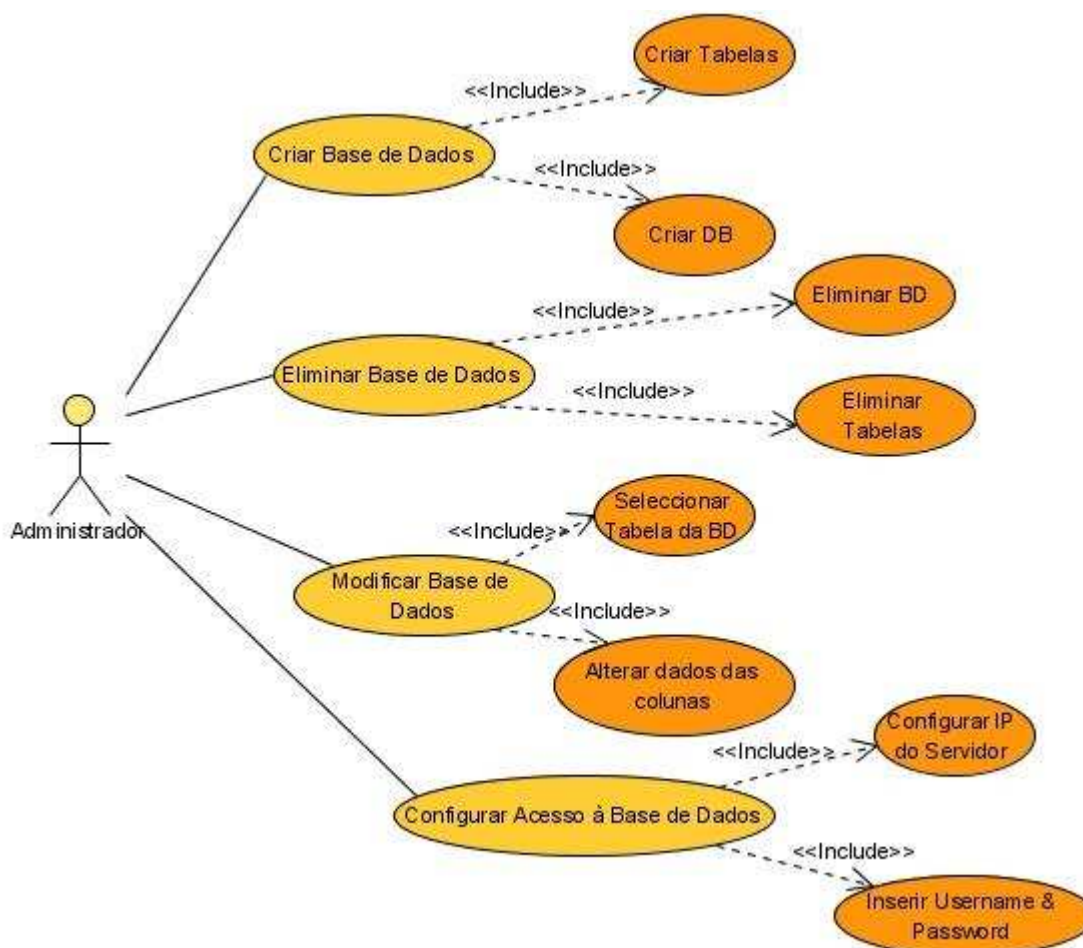 Criar Tabelas
<<Include>>
Criar Base de Dados
<<Include>>
Criar DB
Eliminar BD
<<Include>>
Eliminar Base de Dados
<<Include>>
Eliminar
Tabelas
Administrador
Seleccionar
Tabela da BD
<<Include>>
Modificar Base de
Dados
<<Include>>
Alterar dados das
colunas
Configurar IP
do Servidor
<<Include>>
Configurar Acesso à Base de Dados
<<Include>>
Inserir Username &
Password